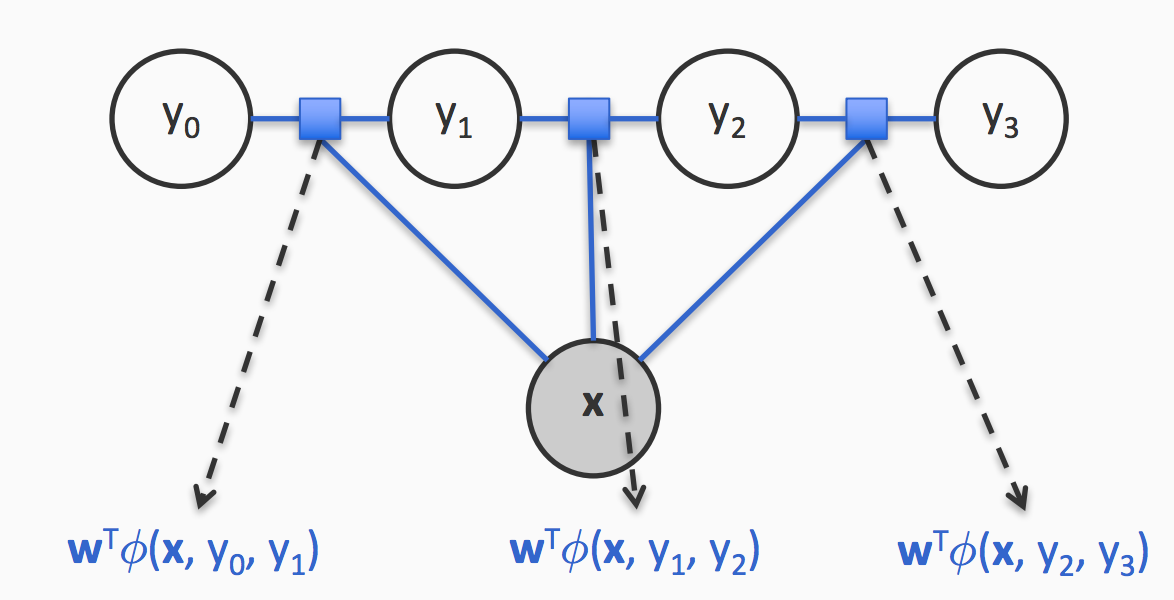 y₀ y₁ y₂ y₃
x
wᵀϕ(x, y₀, y₁) wᵀϕ(x, y₁, y₂) wᵀϕ(x, y₂, y₃)